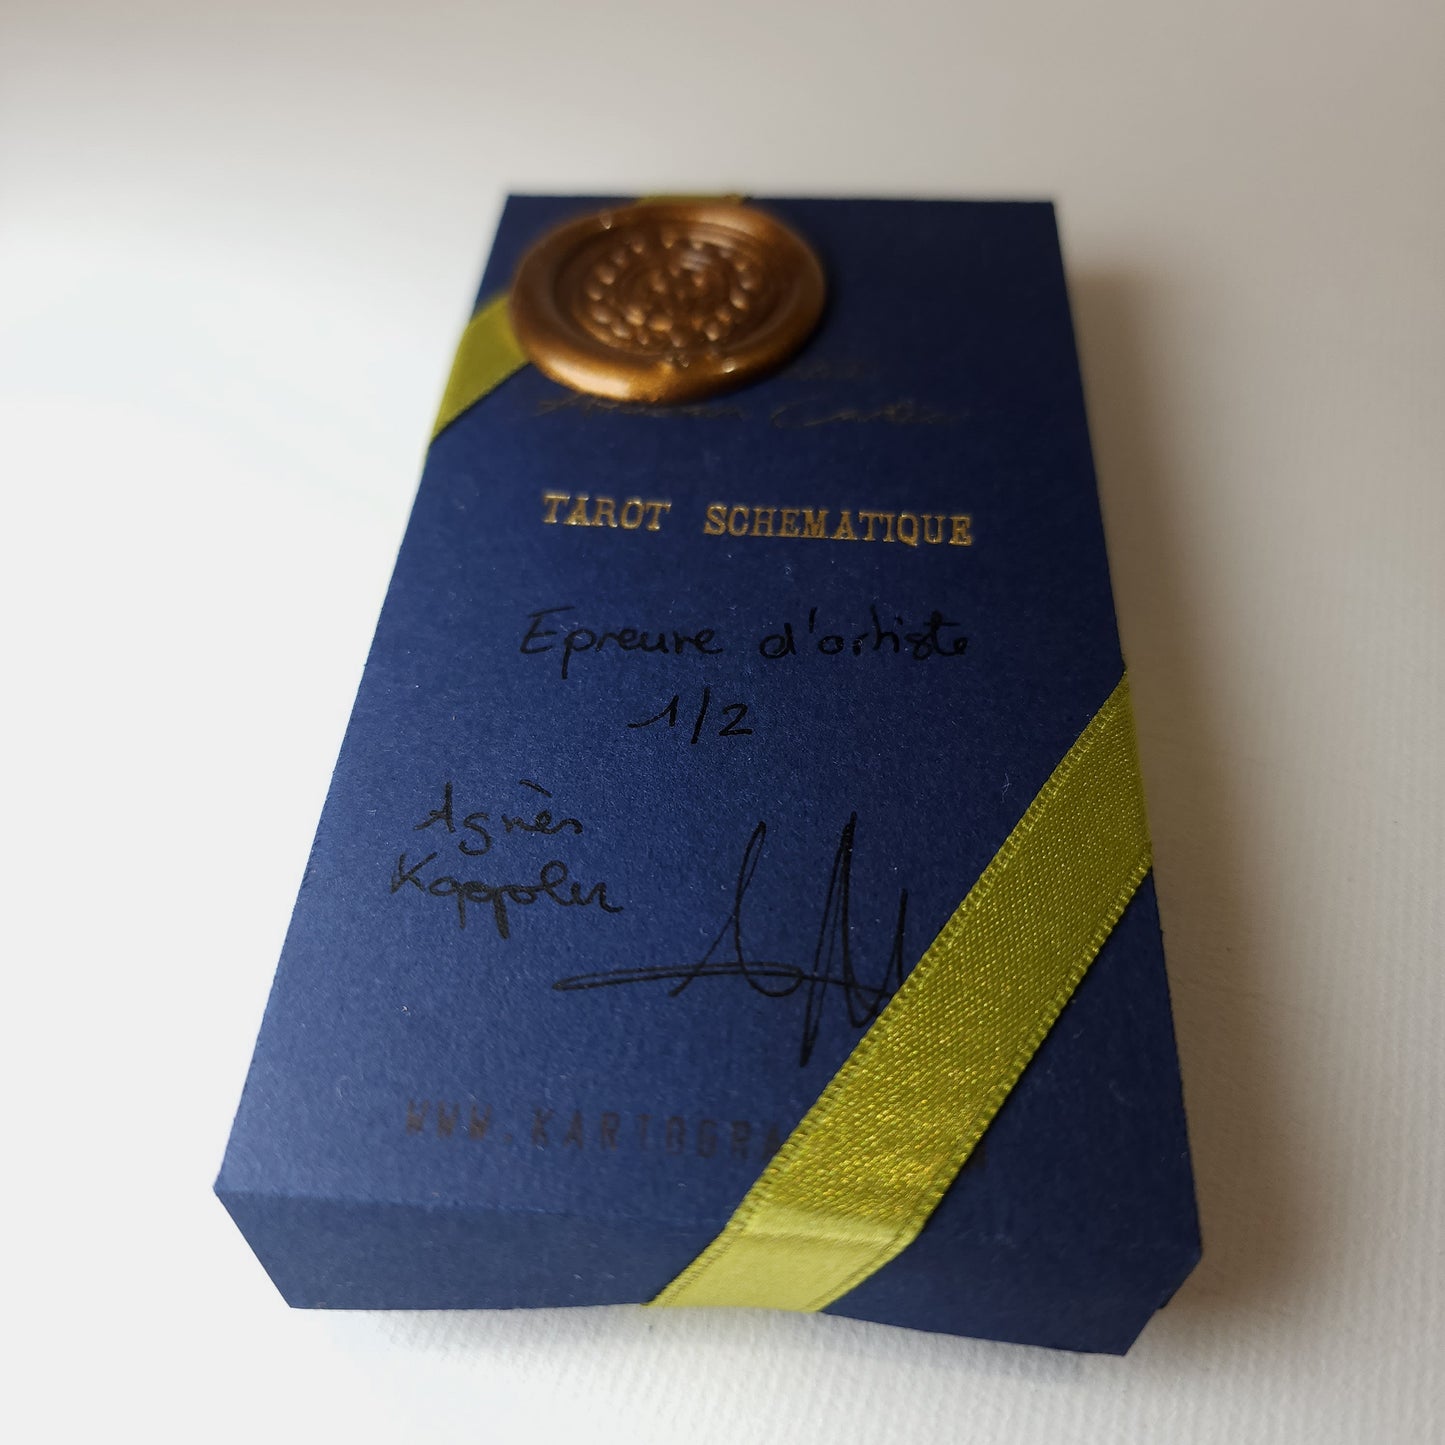 TAROT SCHEMATIQUE
Epreuve d'artiste
1/2
Agnès
Kappler